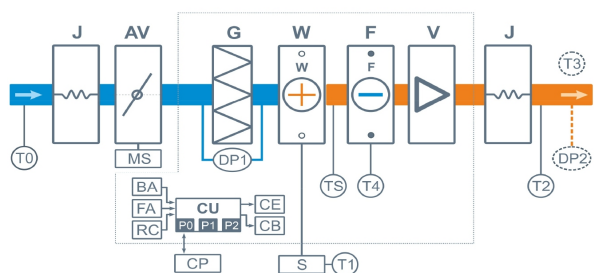 J AV G W F V J
W F T3
T0 MS DP1 TS T4 T2 DP2
BA CU CE
FA
RC P0 P1 P2 CB
CP S T1